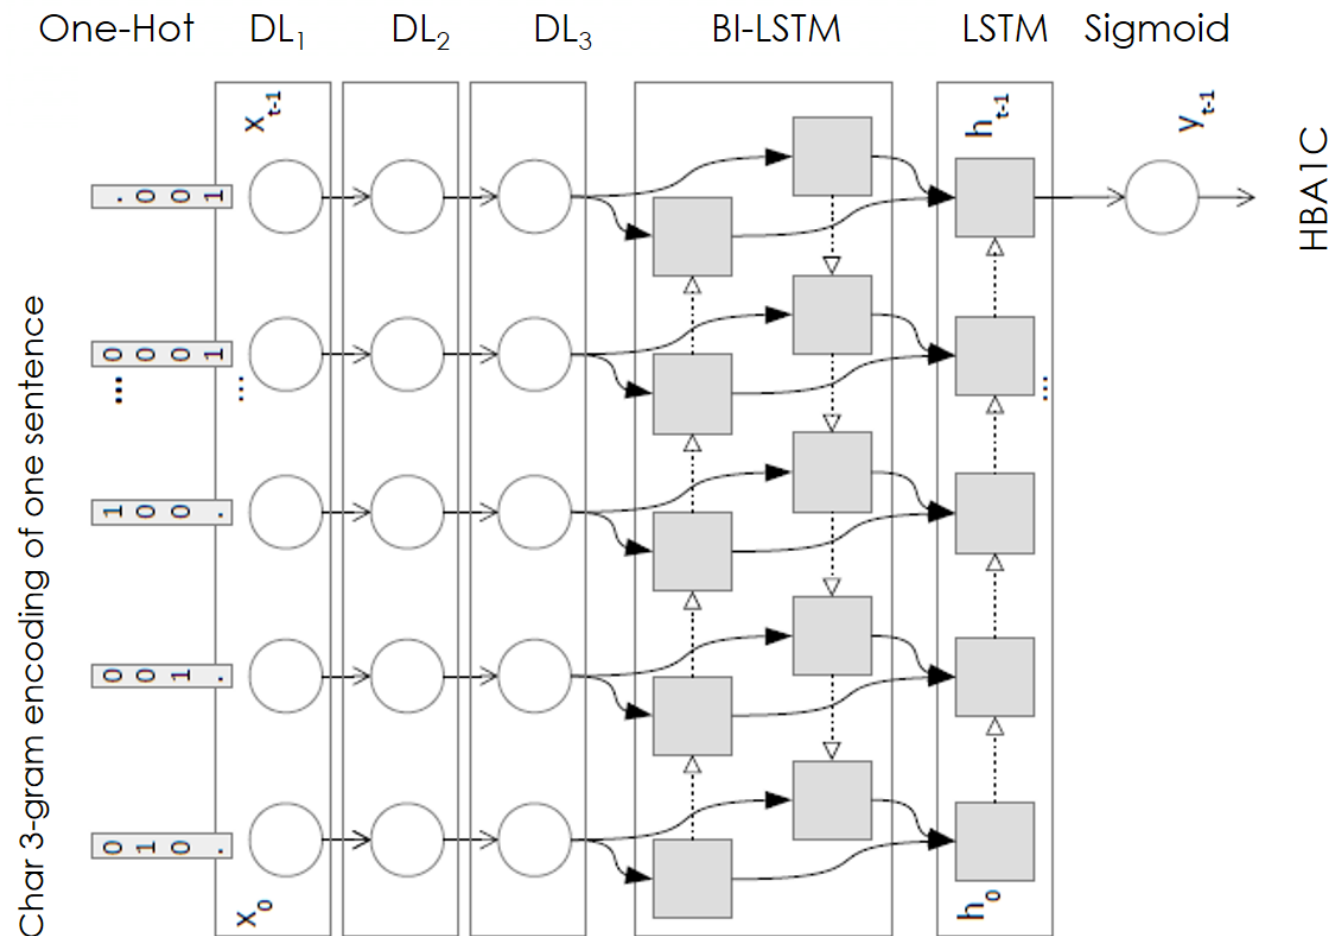 One-Hot DL₁ DL₂ DL₃ BI-LSTM LSTM Sigmoid
Char 3-gram encoding of one sentence
. 0 0 1
... 0 0 0 1
1 0 0 .
0 0 1 .
0 1 0 .
xₜ₋₁
...
x₀
hₜ₋₁
...
h₀
yₜ₋₁
HBA1C